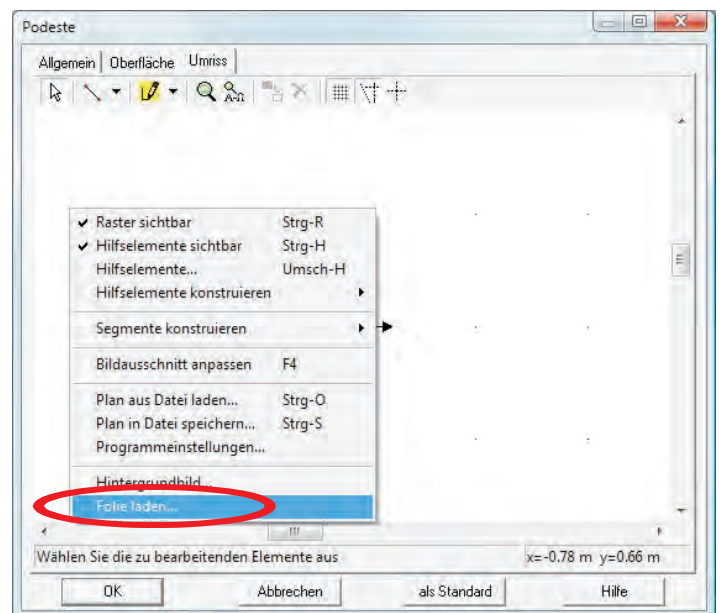 Podeste
Allgemein Oberfläche Umriss
A-Ω
Raster sichtbar Strg-R
Hilfselemente sichtbar Strg-H
Hilfselemente... Umsch-H
Hilfselemente konstruieren
Segmente konstruieren
Bildausschnitt anpassen F4
Plan aus Datei laden... Strg-O
Plan in Datei speichern... Strg-S
Programmeinstellungen...
Hintergrundbild...
Folie laden...
Wählen Sie die zu bearbeitenden Elemente aus x=-0.78 m y=0.66 m
OK Abbrechen als Standard Hilfe